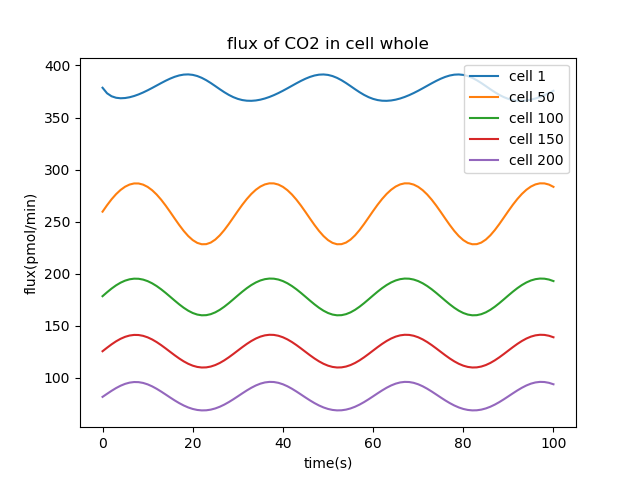 flux of CO2 in cell whole
400
350
300
250
200
150
100
flux(pmol/min)
cell 1
cell 50
cell 100
cell 150
cell 200
0 20 40 60 80 100
time(s)